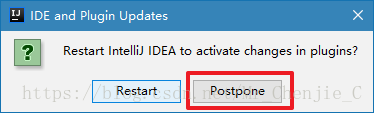 IDE and Plugin Updates
Restart IntelliJ IDEA to activate changes in plugins?
Restart
Postpone